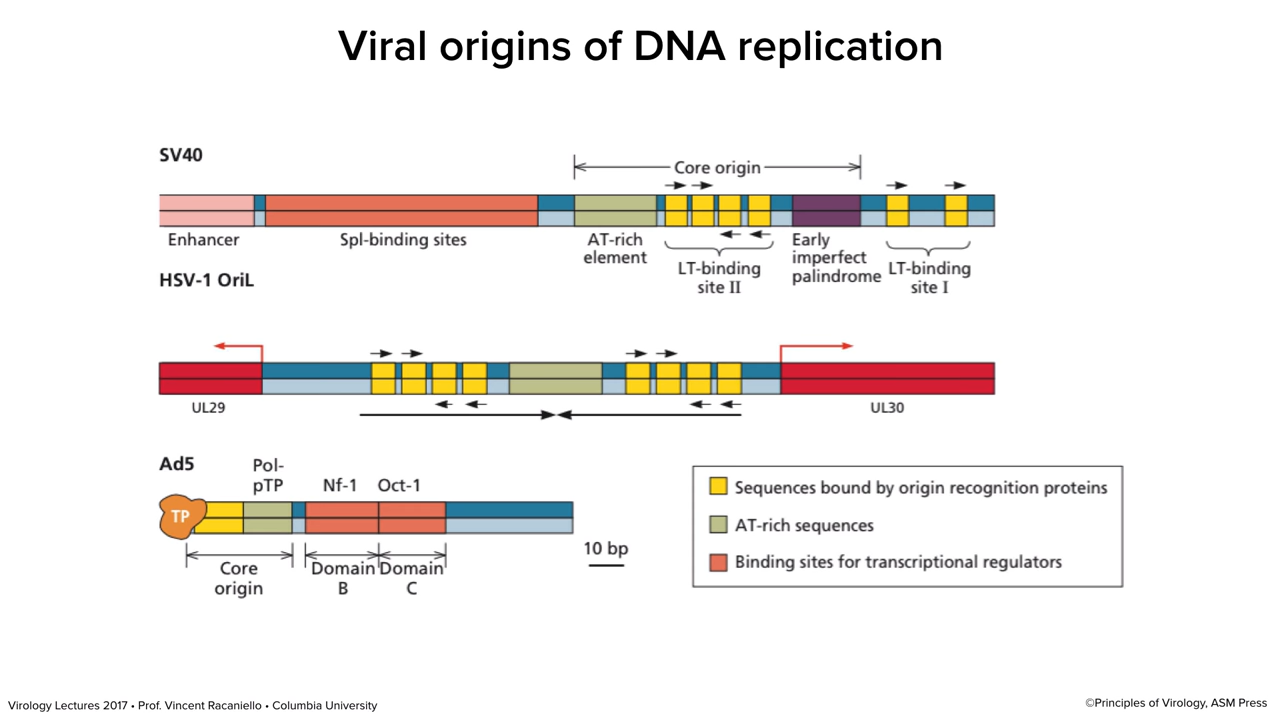 Viral origins of DNA replication
SV40
Core origin
Enhancer
Spl-binding sites
AT-rich
element
LT-binding
site II
Early
imperfect
palindrome
LT-binding
site I
HSV-1 OriL
UL29
UL30
Ad5
Pol-
pTP
Nf-1
Oct-1
TP
Core
origin
Domain
B
Domain
C
10 bp
Sequences bound by origin recognition proteins
AT-rich sequences
Binding sites for transcriptional regulators
Virology Lectures 2017 • Prof. Vincent Racaniello • Columbia University
©Principles of Virology, ASM Press